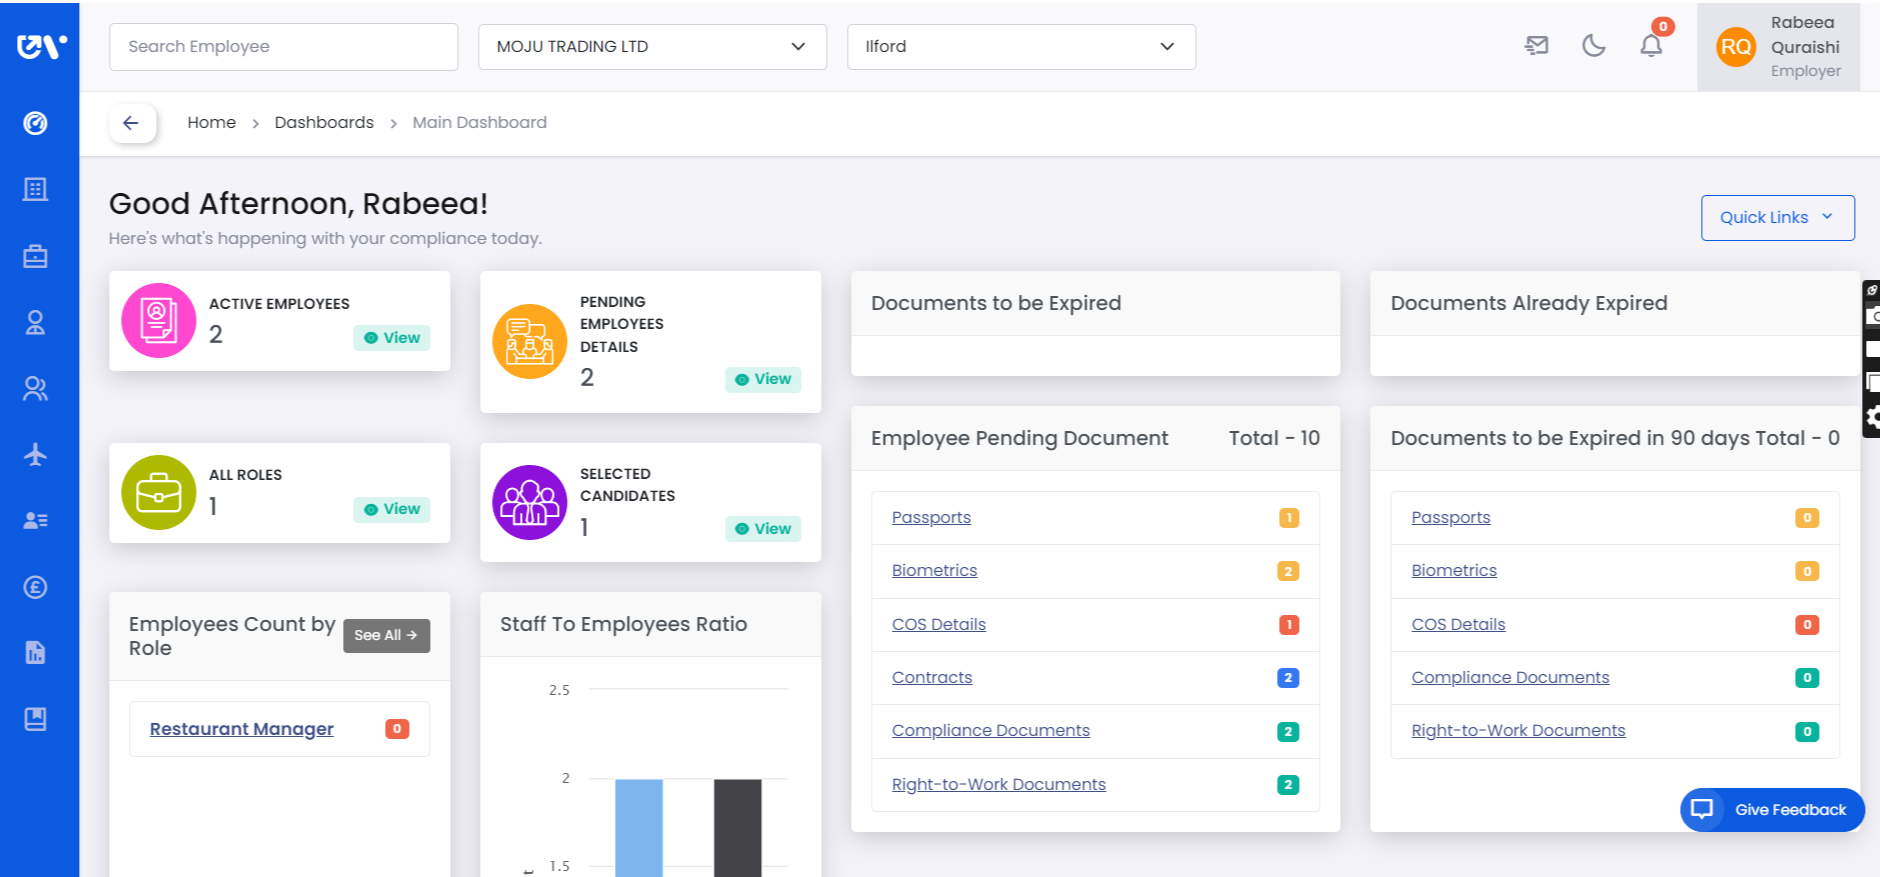 Search Employee
MOJU TRADING LTD
Ilford
0
RQ
Rabeea
Quraishi
Employer
Home > Dashboards > Main Dashboard
Good Afternoon, Rabeea!
Here's what's happening with your compliance today.
Quick Links
ACTIVE EMPLOYEES
2
View
PENDING
EMPLOYEES
DETAILS
2
View
ALL ROLES
1
View
SELECTED
CANDIDATES
1
View
Employees Count by
Role
See All →
Restaurant Manager 0
Staff To Employees Ratio
2.5
2
1.5
Documents to be Expired
Documents Already Expired
Employee Pending Document Total - 10
Passports 1
Biometrics 2
COS Details 1
Contracts 2
Compliance Documents 2
Right-to-Work Documents 2
Documents to be Expired in 90 days Total - 0
Passports 0
Biometrics 0
COS Details 0
Compliance Documents 0
Right-to-Work Documents 0
Give Feedback